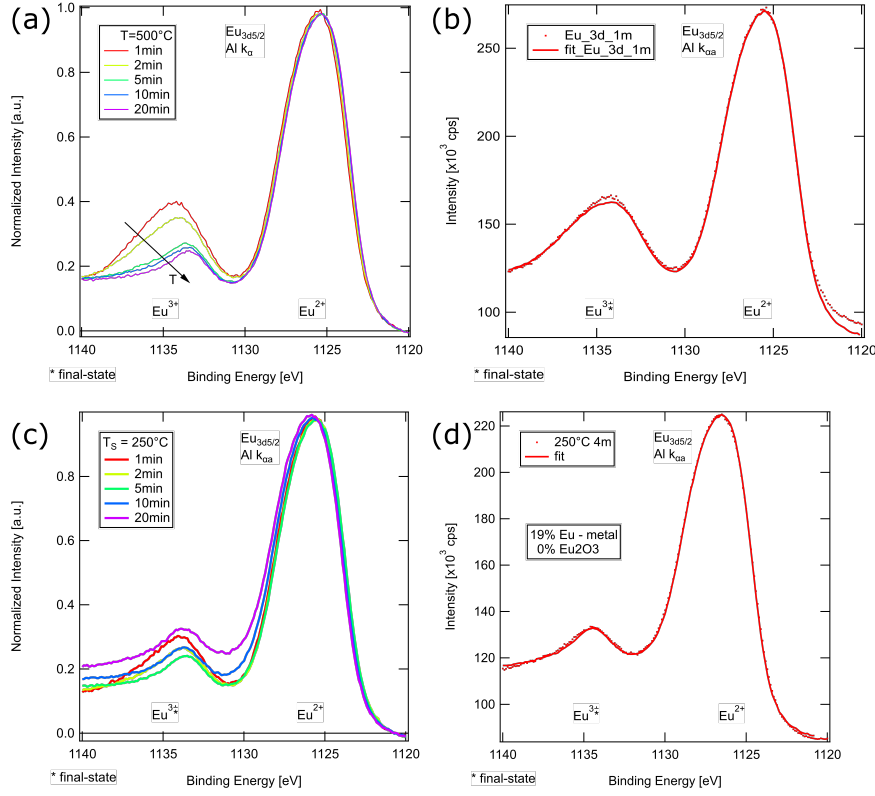 (a)
1.0
0.8
0.6
0.4
0.2
0.0
Normalized Intensity [a.u.]
T=500°C
1min
2min
5min
10min
20min
Eu3d5/2
Al kα
T
Eu3+
Eu2+
1140
1135
1130
1125
1120
* final-state
Binding Energy [eV]
(b)
250
200
150
100
Intensity [x10³ cps]
Eu_3d_1m
fit_Eu_3d_1m
Eu3d5/2
Al kαa
Eu3+*
Eu2+
1140
1135
1130
1125
1120
* final-state
Binding Energy [eV]
(c)
1.0
0.8
0.6
0.4
0.2
0.0
Normalized Intensity [a.u.]
TS = 250°C
1min
2min
5min
10min
20min
Eu3d5/2
Al kαa
Eu3+*
Eu2+
1140
1135
1130
1125
1120
* final-state
Binding Energy [eV]
(d)
220
200
180
160
140
120
100
Intensity [x10³ cps]
250°C 4m
fit
Eu3d5/2
Al kαa
19% Eu - metal
0% Eu2O3
Eu3+*
Eu2+
1140
1135
1130
1125
1120
* final-state
Binding Energy [eV]